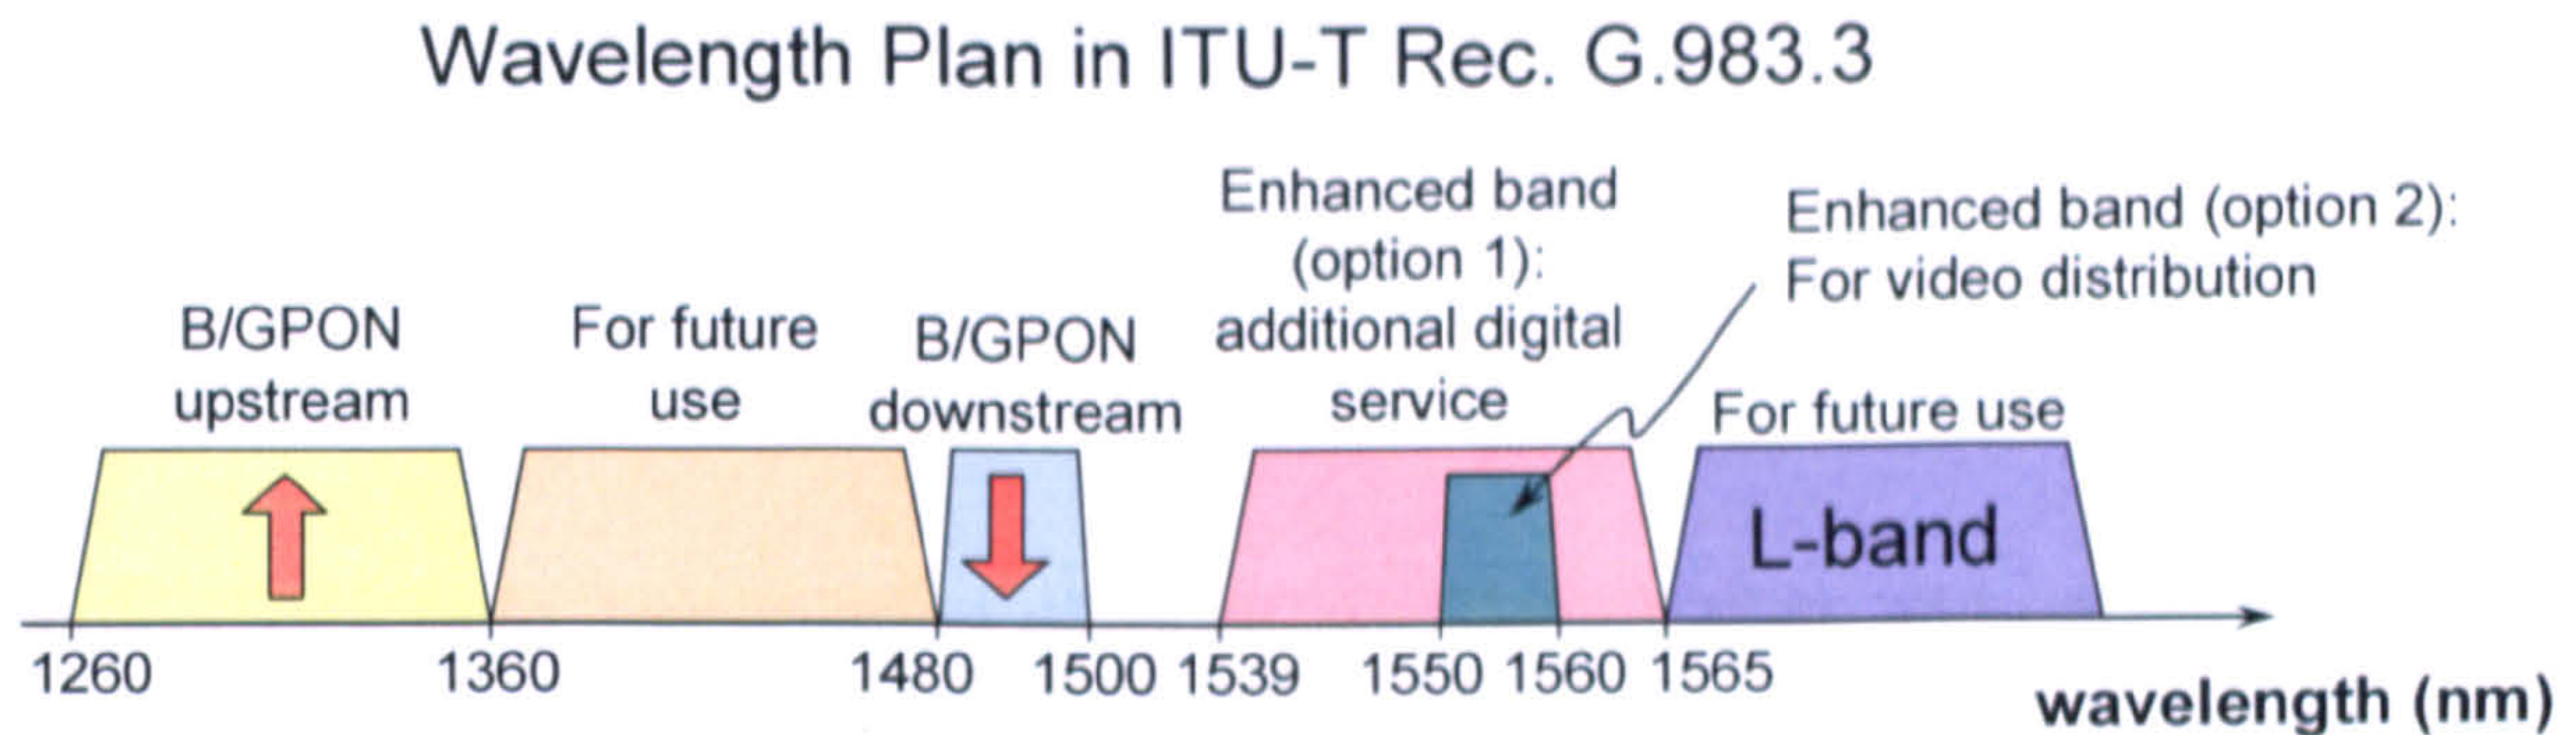 Wavelength Plan in ITU-T Rec. G.983.3
B/GPON
upstream
For future
use
B/GPON
downstream
Enhanced band
(option 1):
additional digital
service
Enhanced band (option 2):
For video distribution
For future use
L-band
1260
1360
1480
1500
1539
1550
1560
1565
wavelength (nm)